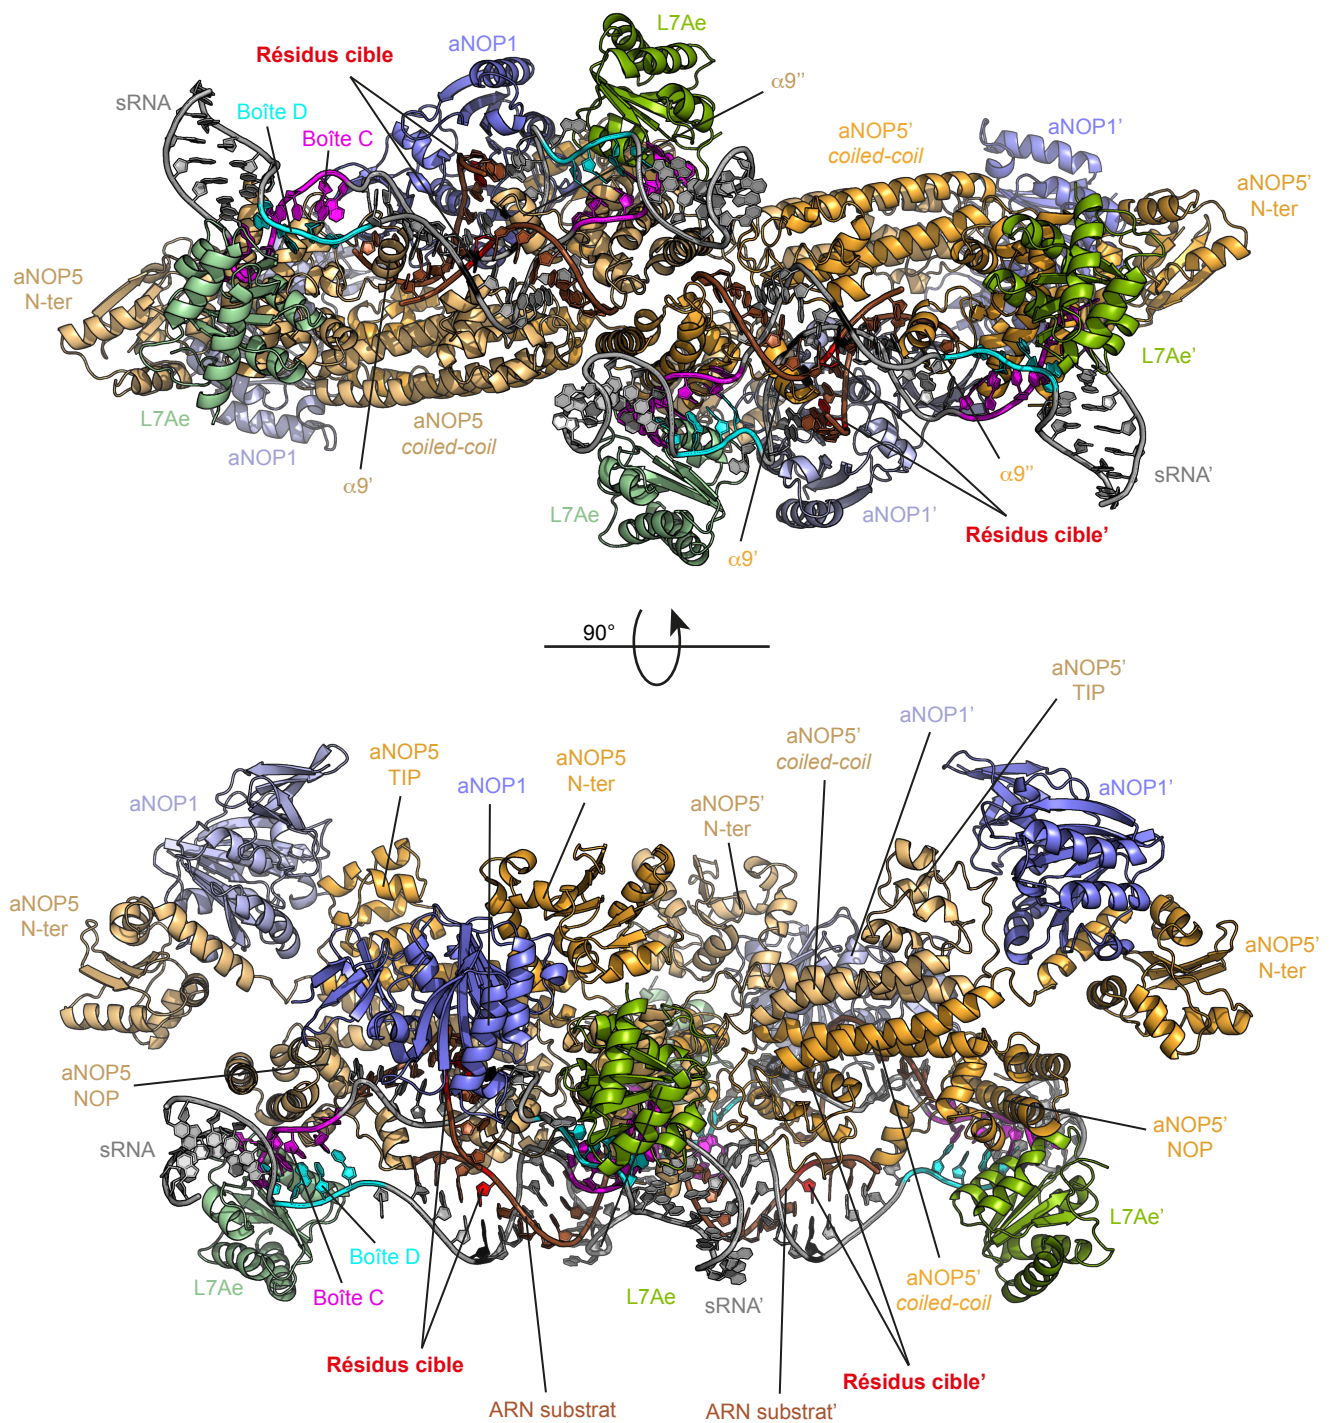 L7Ae
aNOP1
Résidus cible
α9’’
sRNA
Boîte D
Boîte C
aNOP5’
coiled-coil
aNOP1’
aNOP5’
N-ter
aNOP5
N-ter
L7Ae’
L7Ae
aNOP1
aNOP5
coiled-coil
α9’
α9’’
sRNA’
L7Ae
aNOP1’
Résidus cible’
α9’
90°
aNOP5’
TIP
aNOP1’
aNOP5’
coiled-coil
aNOP5
TIP
aNOP5
N-ter
aNOP1
aNOP1
aNOP1’
aNOP5’
N-ter
aNOP5
N-ter
aNOP5’
N-ter
aNOP5
NOP
aNOP5’
NOP
sRNA
L7Ae’
Boîte D
L7Ae
Boîte C
L7Ae
sRNA’
aNOP5’
coiled-coil
Résidus cible
Résidus cible’
ARN substrat
ARN substrat’